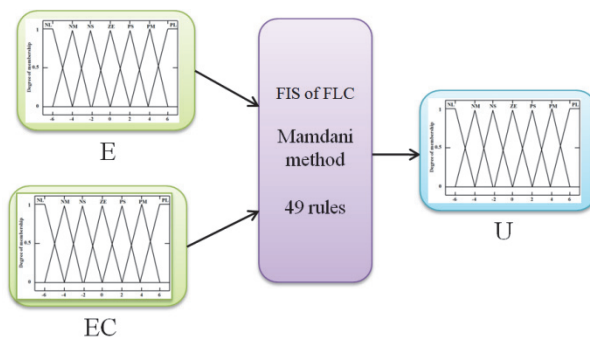 NL NM NS ZE PS PM PL
Degree of membership
1
0.5
0
-6 -4 -2 0 2 4 6
E
NL NM NS ZE PS PM PL
Degree of membership
1
0.5
0
-6 -4 -2 0 2 4 6
EC
FIS of FLC
Mamdani
method
49 rules
NL NM NS ZE PS PM PL
Degree of membership
1
0.5
0
-6 -4 -2 0 2 4 6
U